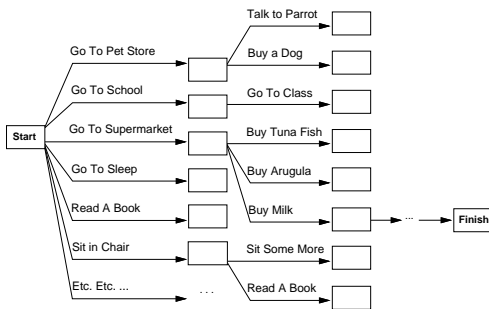 Talk to Parrot
Go To Pet Store
Buy a Dog
Go To School
Go To Class
Go To Supermarket
Buy Tuna Fish
Start
Go To Sleep
Buy Arugula
Read A Book
Buy Milk
...
Finish
Sit in Chair
Sit Some More
Etc. Etc. ...
. . .
Read A Book